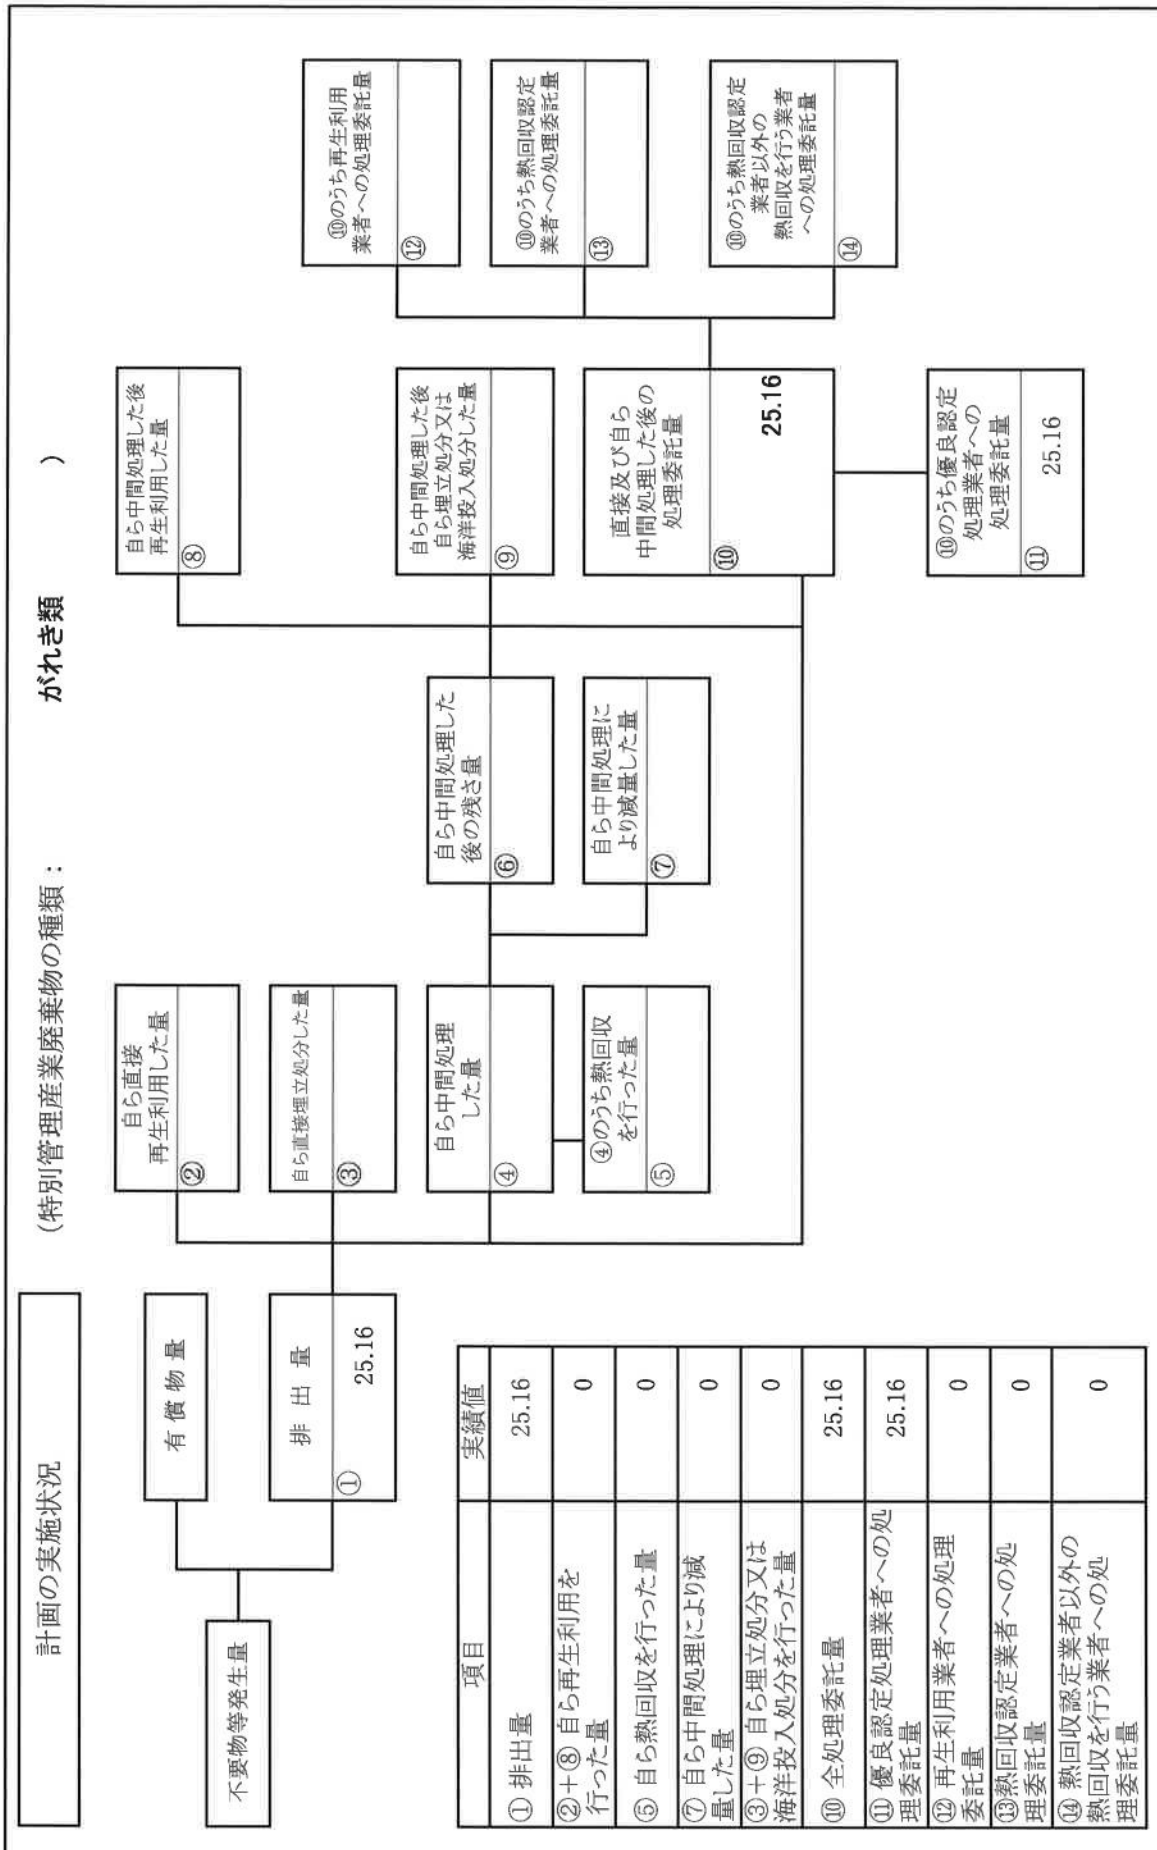 計画の実施状況
(特別管理産業廃棄物の種類: がれき類 )
不要物等発生量
有償物量
排出量
①
25.16
自ら直接
再生利用した量
②
自ら直接埋立処分した量
③
自ら中間処理
した量
④
④のうち熱回収
を行った量
⑤
自ら中間処理した
後の残さ量
⑥
自ら中間処理に
より減量した量
⑦
自ら中間処理した後
再生利用した量
⑧
自ら中間処理した後
自ら埋立処分又は
海洋投入処分した量
⑨
直接及び自ら
中間処理した後の
処理委託量
⑩
25.16
⑩のうち優良認定
処理業者への
処理委託量
⑪
25.16
⑩のうち再生利用
業者への処理委託量
⑫
⑩のうち熱回収認定
業者への処理委託量
⑬
⑩のうち熱回収認定
業者以外の
熱回収を行う業者
への処理委託量
⑭
項目 実績値
①排出量 25.16
②+⑧ 自ら再生利用を
行った量 0
⑤ 自ら熱回収を行った量 0
⑦ 自ら中間処理により減
量した量 0
③+⑨ 自ら埋立処分又は
海洋投入処分を行った量 0
⑩ 全処理委託量 25.16
⑪ 優良認定処理業者への処
理委託量 25.16
⑫ 再生利用業者への処理
委託量 0
⑬熱回収認定業者への処
理委託量 0
⑭ 熱回収認定業者以外の
熱回収を行う業者への処
理委託量 0